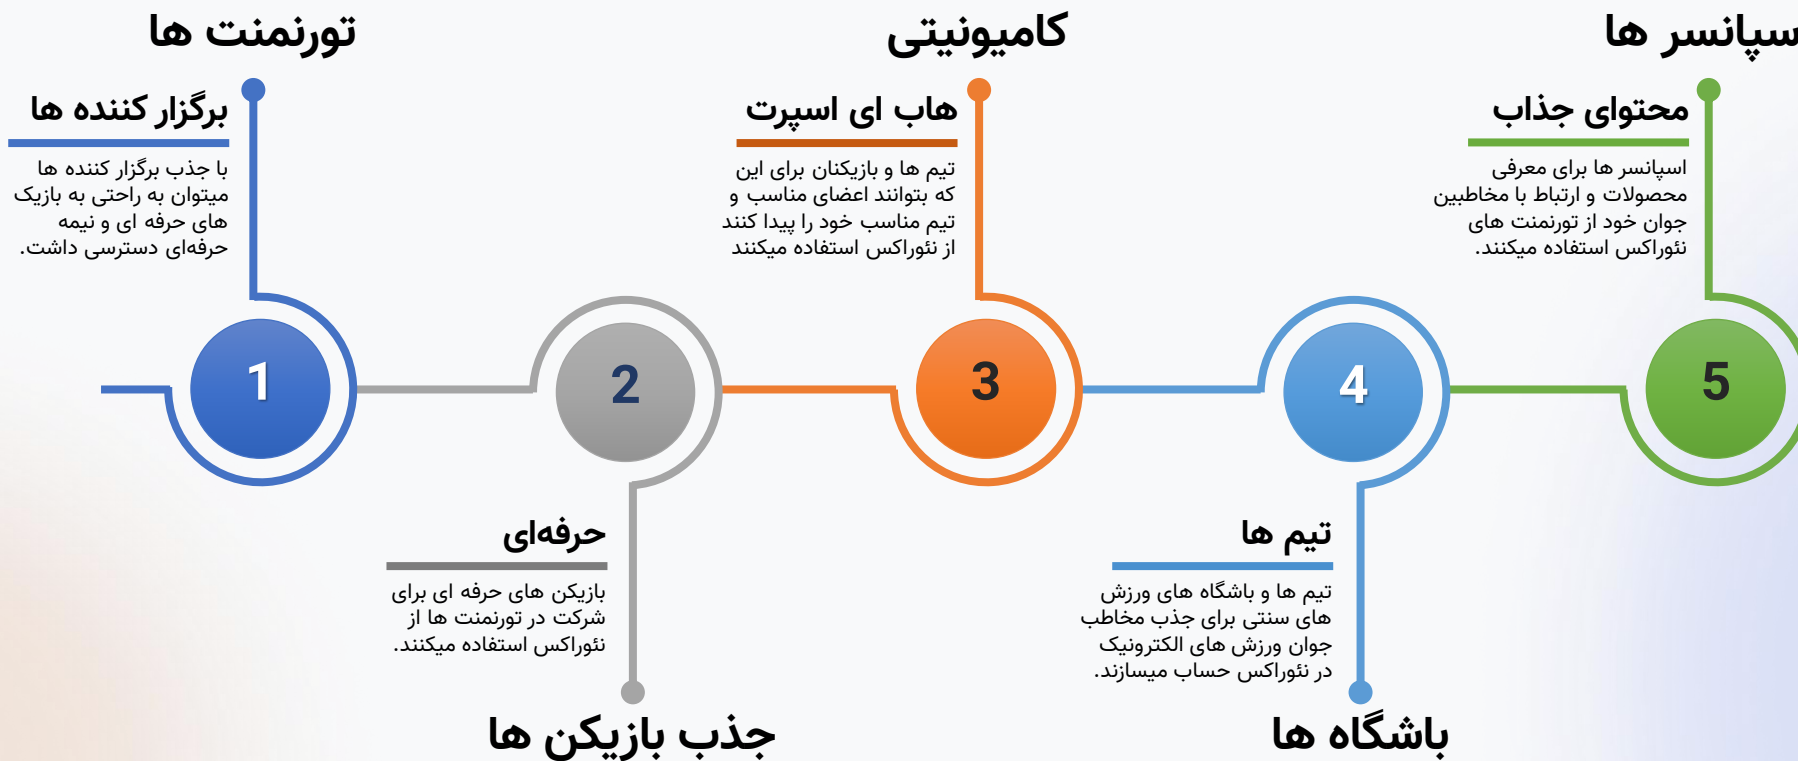 تورنمنت ها
برگزار کننده ها
با جذب برگزار کننده ها
میتوان به راحتی به بازیک
های حرفه ای و نیمه
حرفه‌ای دسترسی داشت.
1
2
حرفه‌ای
بازیکن های حرفه ای برای
شرکت در تورنمنت ها از
نئوراکس استفاده میکنند.
جذب بازیکن ها
کامیونیتی
هاب ای اسپرت
تیم ها و بازیکنان برای این
که بتوانند اعضای مناسب و
تیم مناسب خود را پیدا کنند
از نئوراکس استفاده میکنند
3
4
تیم ها
تیم ها و باشگاه های ورزش
های سنتی برای جذب مخاطب
جوان ورزش های الکترونیک
در نئوراکس حساب میسازند.
باشگاه ها
سپانسر ها
محتوای جذاب
اسپانسر ها برای معرفی
محصولات و ارتباط با مخاطبین
جوان خود از تورنمنت های
نئوراکس استفاده میکنند.
5